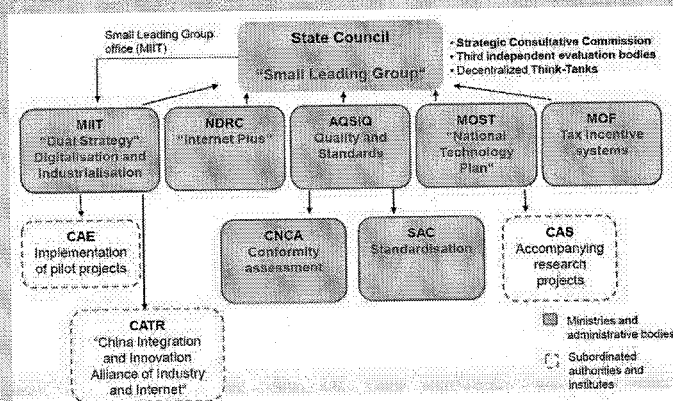 Small Leading Group
office (MIIT)
State Council
"Small Leading Group"
• Strategic Consultative Commission
• Third independent evaluation bodies
• Decentralized Think-Tanks
MIIT
"Dual Strategy"
Digitalisation and
Industrialisation
NDRC
"Internet Plus"
AQSIQ
Quality and
Standards
MOST
"National
Technology
Plan"
MOF
Tax incentive
systems
CAE
Implementation
of pilot projects
CNCA
Conformity
assessment
SAC
Standardisation
CAS
Accompanying
research
projects
CATR
"China Integration
and Innovation
Alliance of Industry
and Internet"
Ministries and
administrative bodies
Subordinated
authorities and
institutes